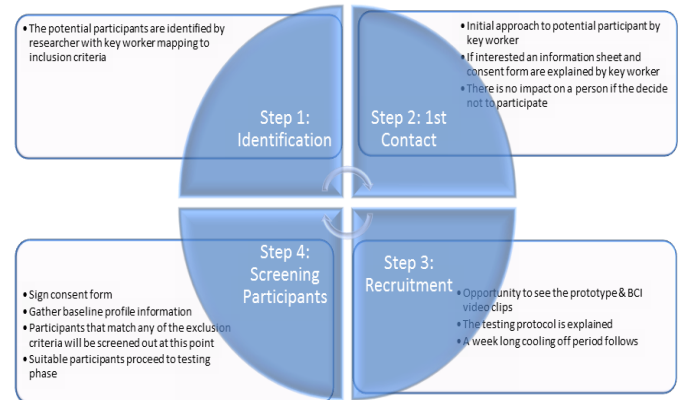 • The potential participants are identified by
researcher with key worker mapping to
inclusion criteria
Step 1:
Identification
• Initial approach to potential participant by
key worker
• If interested an information sheet and
consent form are explained by key worker
• There is no impact on a person if the decide
not to participate
Step 2: 1st
Contact
Step 4:
Screening
Participants
• Sign consent form
• Gather baseline profile information
• Participants that match any of the exclusion
criteria will be screened out at this point
• Suitable participants proceed to testing
phase
Step 3:
Recruitment
• Opportunity to see the prototype & BCI
video clips
• The testing protocol is explained
• A week long cooling off period follows